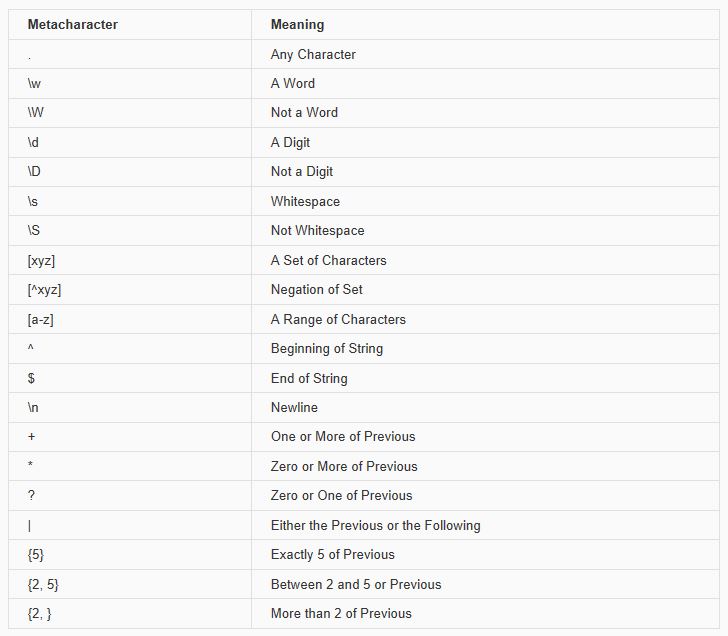 Metacharacter Meaning
. Any Character
\w A Word
\W Not a Word
\d A Digit
\D Not a Digit
\s Whitespace
\S Not Whitespace
[xyz] A Set of Characters
[^xyz] Negation of Set
[a-z] A Range of Characters
^ Beginning of String
$ End of String
\n Newline
+ One or More of Previous
* Zero or More of Previous
? Zero or One of Previous
| Either the Previous or the Following
{5} Exactly 5 of Previous
{2, 5} Between 2 and 5 or Previous
{2, } More than 2 of Previous